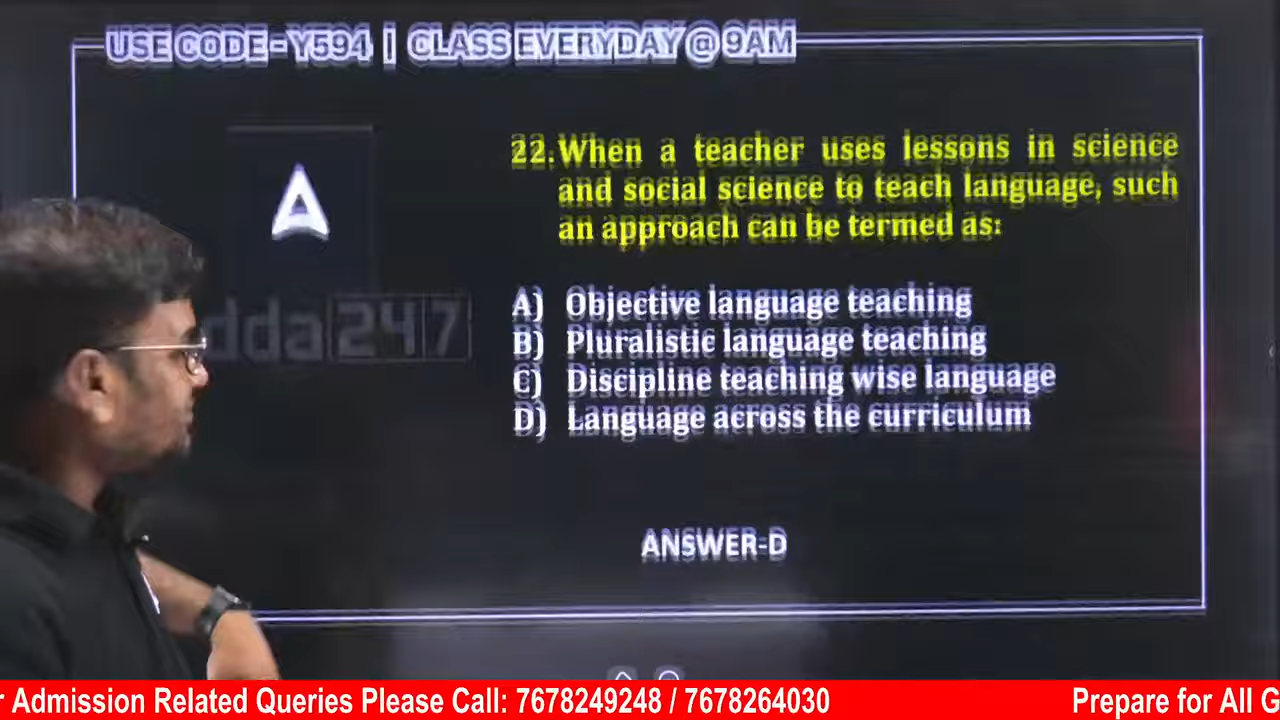 USE CODE - Y594 | CLASS EVERYDAY @ 9AM
22. When a teacher uses lessons in science
and social science to teach language, such
an approach can be termed as:
dda247
A) Objective language teaching
B) Pluralistic language teaching
C) Discipline teaching wise language
D) Language across the curriculum
ANSWER-D
r Admission Related Queries Please Call: 7678249248 / 7678264030
Prepare for All G